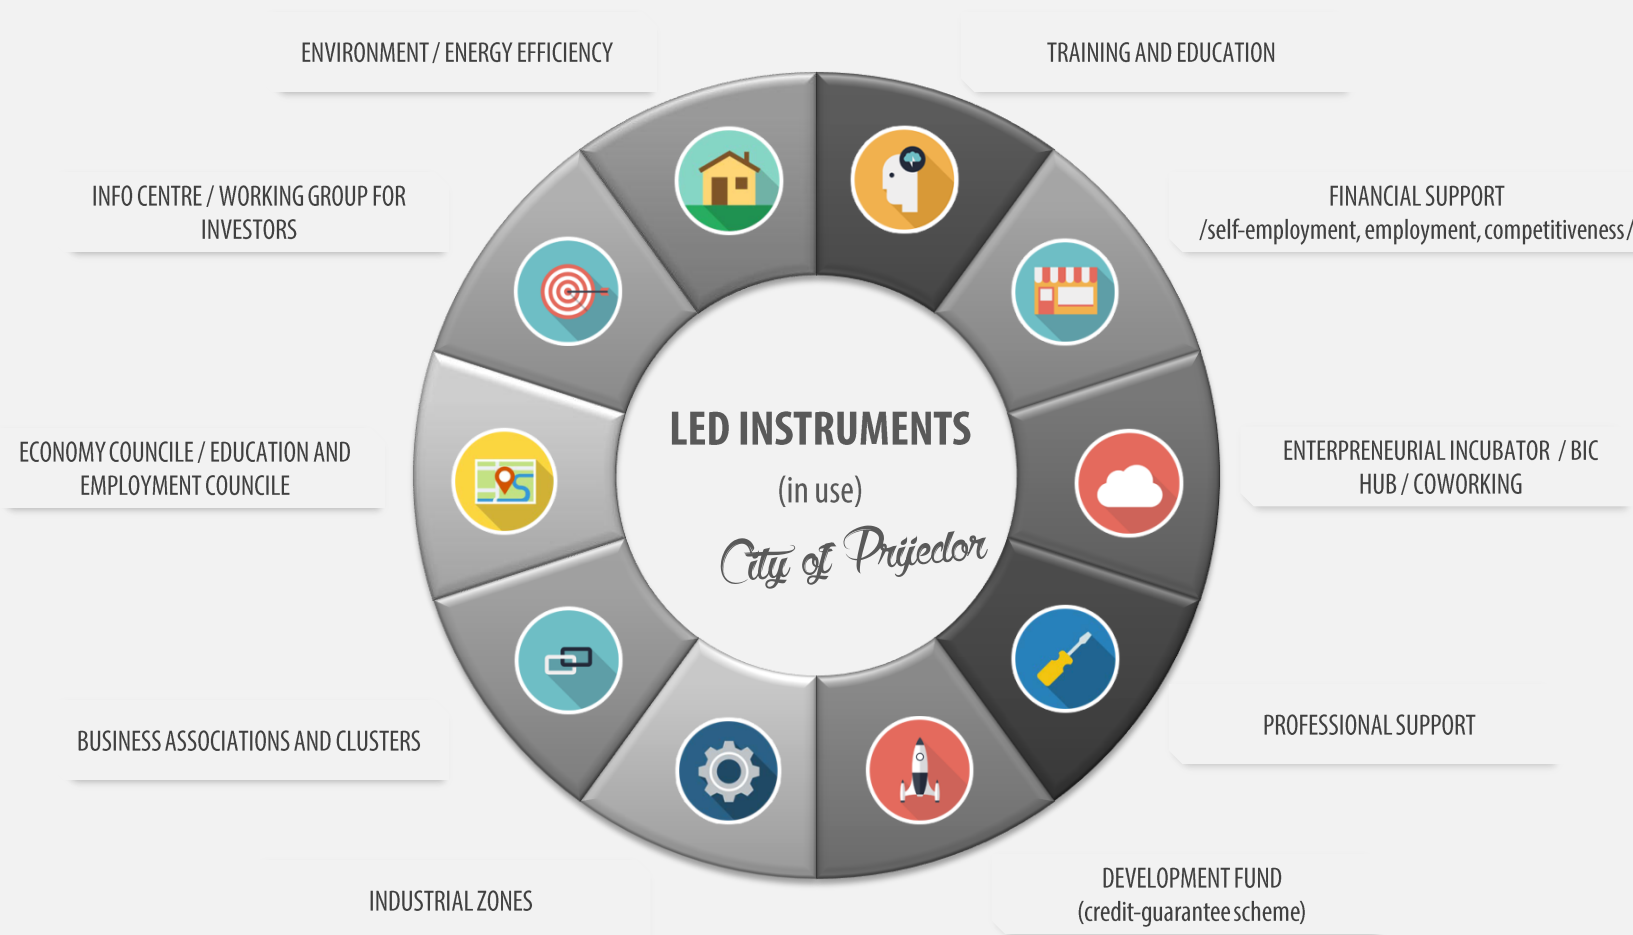 ENVIRONMENT / ENERGY EFFICIENCY
TRAINING AND EDUCATION
INFO CENTRE / WORKING GROUP FOR
INVESTORS
FINANCIAL SUPPORT
/self-employment, employment, competitiveness/
ECONOMY COUNCILE / EDUCATION AND
EMPLOYMENT COUNCILE
LED INSTRUMENTS
(in use)
City of Prijedor
ENTERPRENEURIAL INCUBATOR / BIC
HUB / COWORKING
BUSINESS ASSOCIATIONS AND CLUSTERS
PROFESSIONAL SUPPORT
INDUSTRIAL ZONES
DEVELOPMENT FUND
(credit-guarantee scheme)